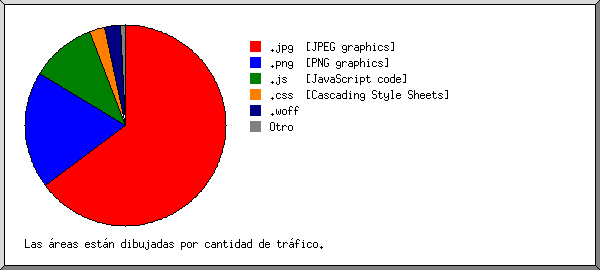 .jpg [JPEG graphics]
.png [PNG graphics]
.js [JavaScript code]
.css [Cascading Style Sheets]
.woff
Otro
Las áreas están dibujadas por cantidad de tráfico.